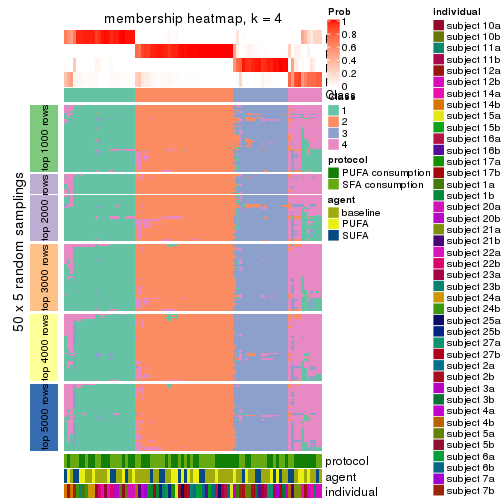 membership heatmap, k = 4
50 x 5 random samplings
top 1000 rows
top 2000 rows
top 3000 rows
top 4000 rows
top 5000 rows
Class
protocol
agent
individual
Prob
1
0.8
0.6
0.4
0.2
0
1
2
3
4
protocol
PUFA consumption
SFA consumption
agent
baseline
PUFA
SUFA
individual
subject 10a
subject 10b
subject 11a
subject 11b
subject 12a
subject 12b
subject 14a
subject 14b
subject 15a
subject 15b
subject 16a
subject 16b
subject 17a
subject 17b
subject 1a
subject 1b
subject 20a
subject 20b
subject 21a
subject 21b
subject 22a
subject 22b
subject 23a
subject 23b
subject 24a
subject 24b
subject 25a
subject 25b
subject 27a
subject 27b
subject 2a
subject 2b
subject 3a
subject 3b
subject 4a
subject 4b
subject 5a
subject 5b
subject 6a
subject 6b
subject 7a
subject 7b